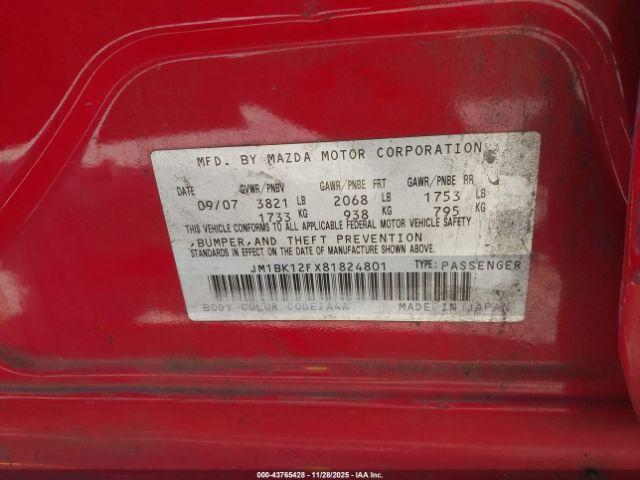 MFD. BY MAZDA MOTOR CORPORATION
DATE GVWR/PNBV GAWR/PNBE FRT GAWR/PNBE RR
09/07 3821 LB 2068 LB 1753 LB
1733 KG 938 KG 795 KG
THIS VEHICLE CONFORMS TO ALL APPLICABLE FEDERAL MOTOR VEHICLE SAFETY
,BUMPER,AND THEFT PREVENTION
STANDARDS IN EFFECT ON THE DATE OF MANUFACTURE SHOWN ABOVE.
JM1BK12FX81824801 TYPE: PASSENGER
BODY COLOR CODE/A4A MADE IN JAPAN
000-43765428 | 11/28/2025 | IAA Inc.